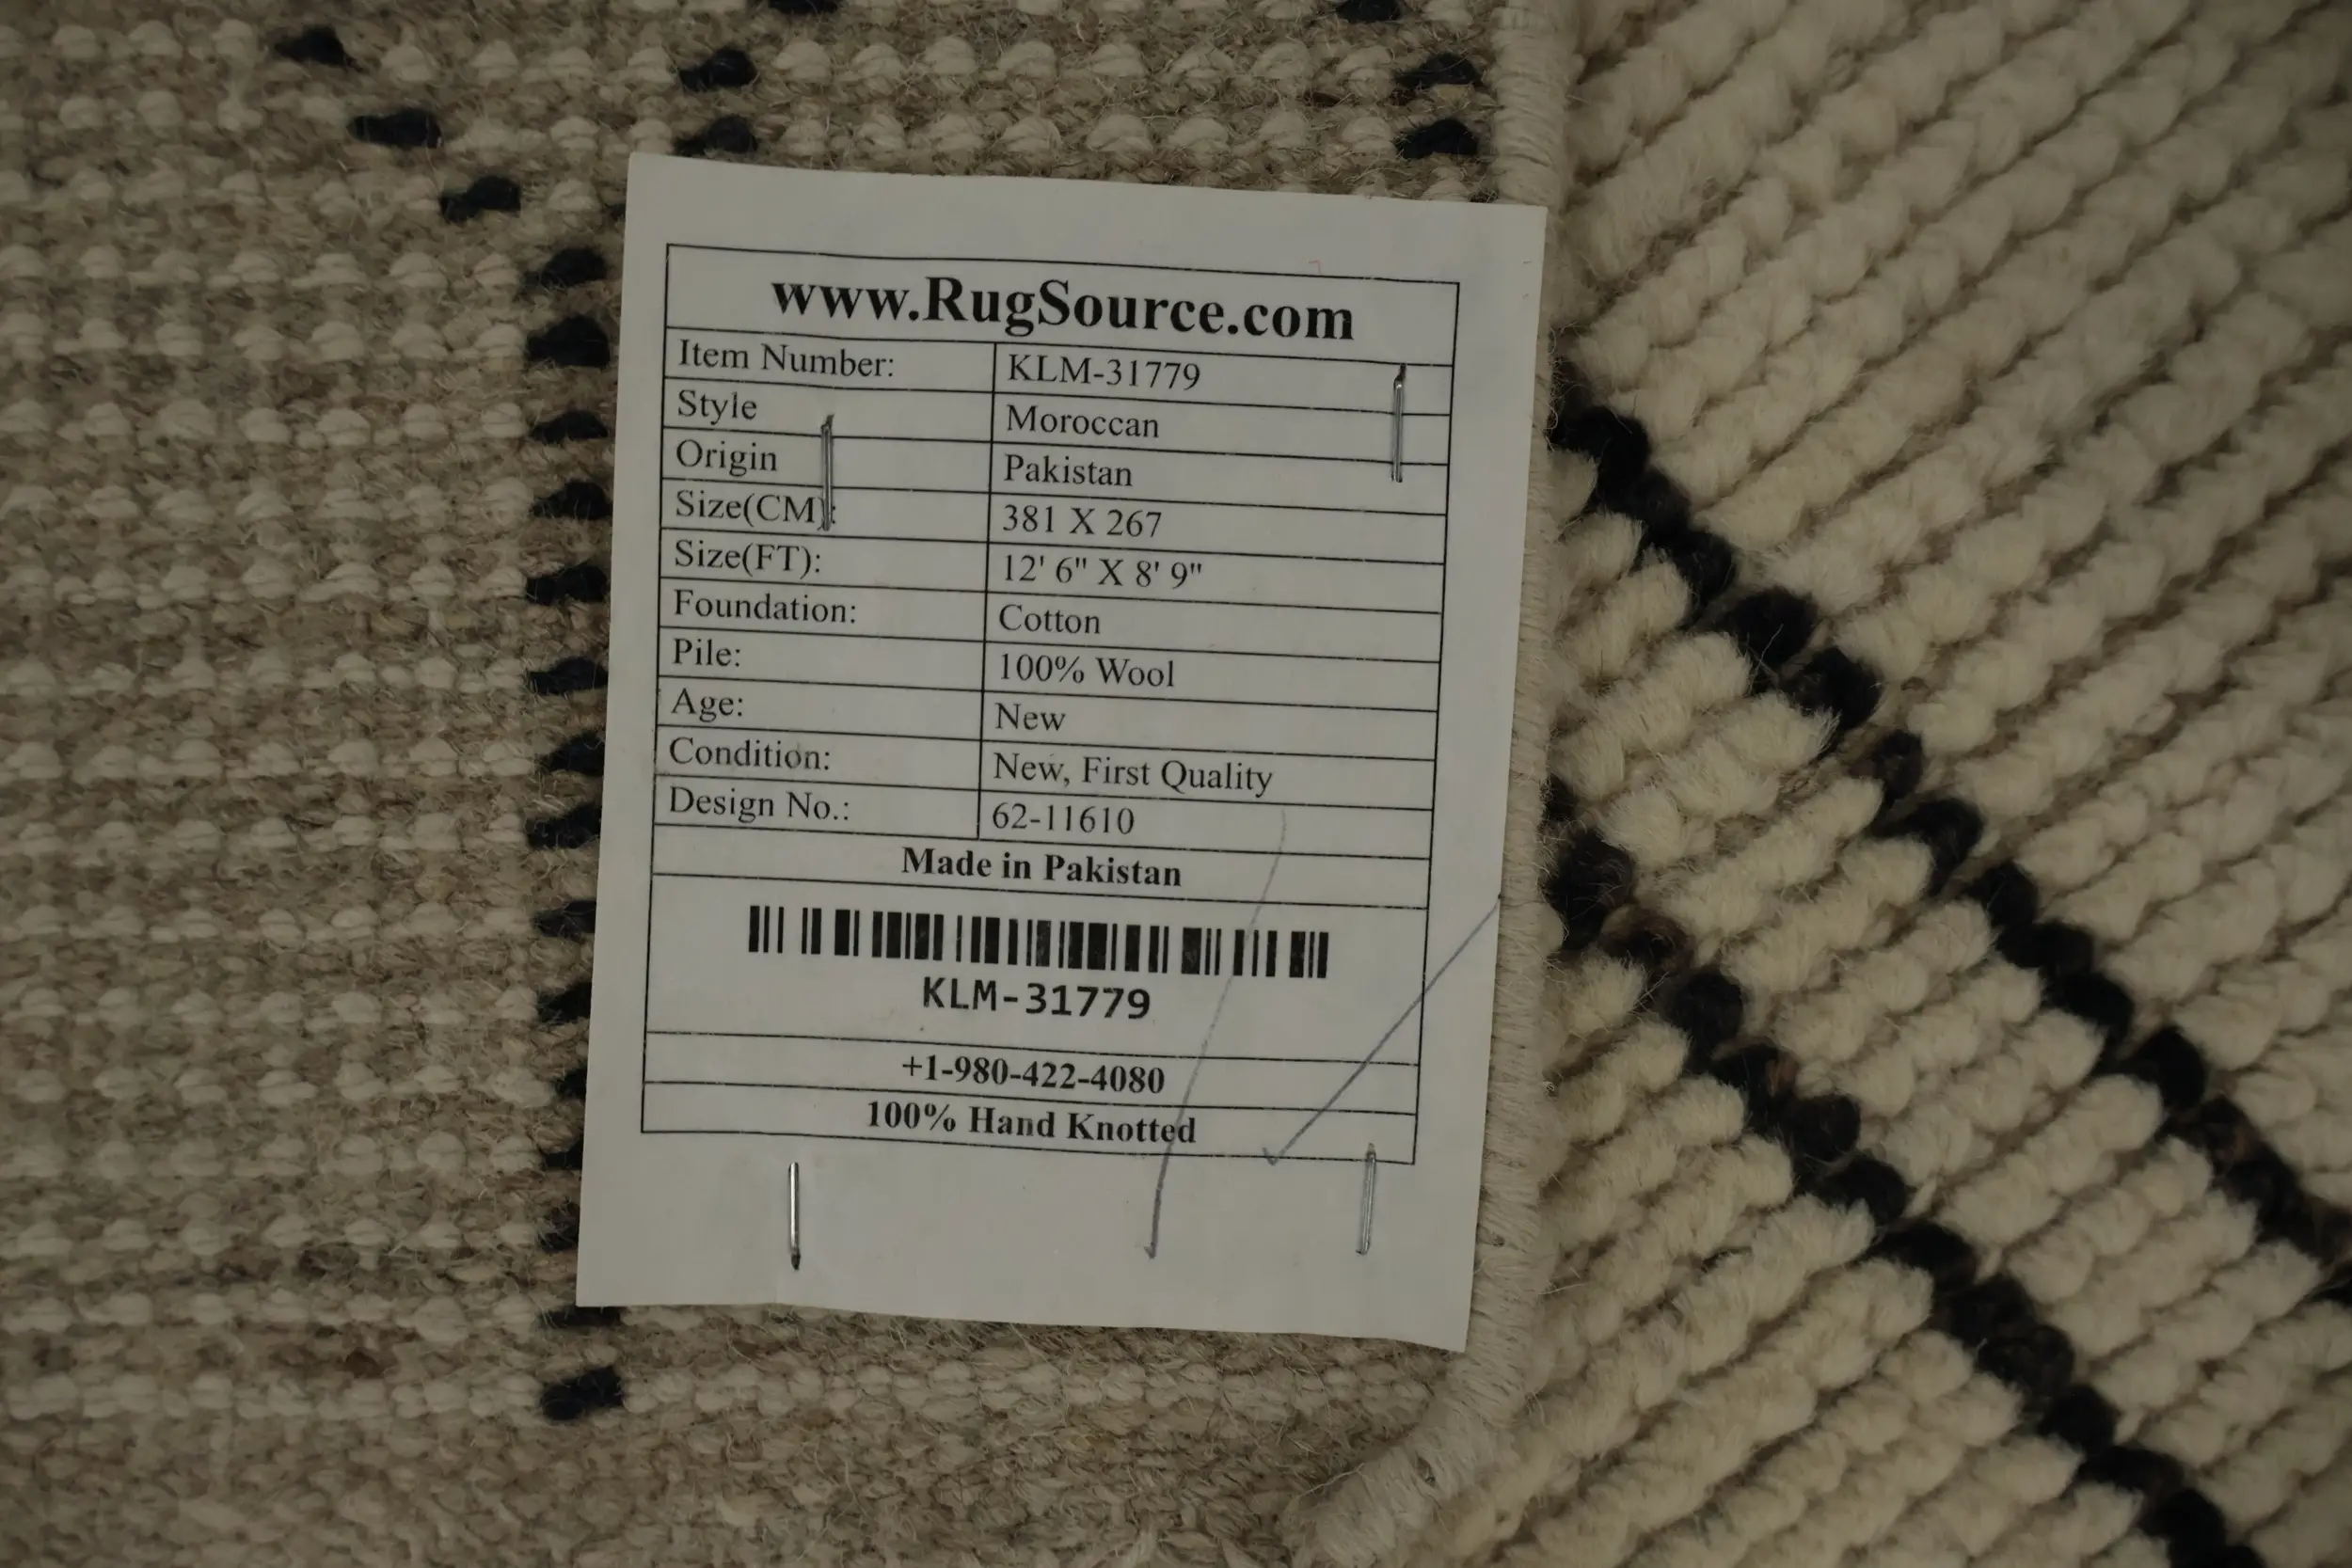 www.RugSource.com
Item Number: KLM-31779
Style Moroccan
Origin Pakistan
Size(CM): 381 X 267
Size(FT): 12' 6" X 8' 9"
Foundation: Cotton
Pile: 100% Wool
Age: New
Condition: New, First Quality
Design No.: 62-11610
Made in Pakistan
KLM-31779
+1-980-422-4080
100% Hand Knotted